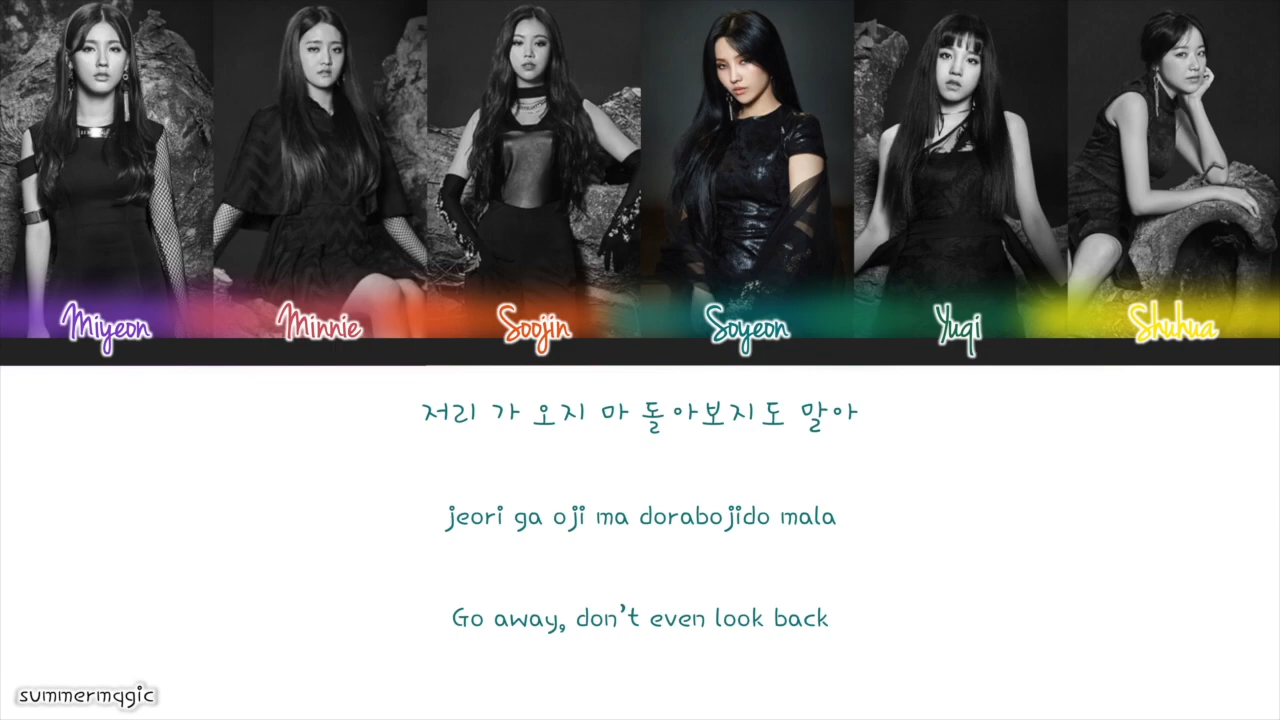 Miyeon Minnie Soojin Soyeon Yuqi Shuhua
저리 가 오지 마 돌아보지도 말아
jeori ga oji ma dorabojido mala
Go away, don't even look back
summermqgic